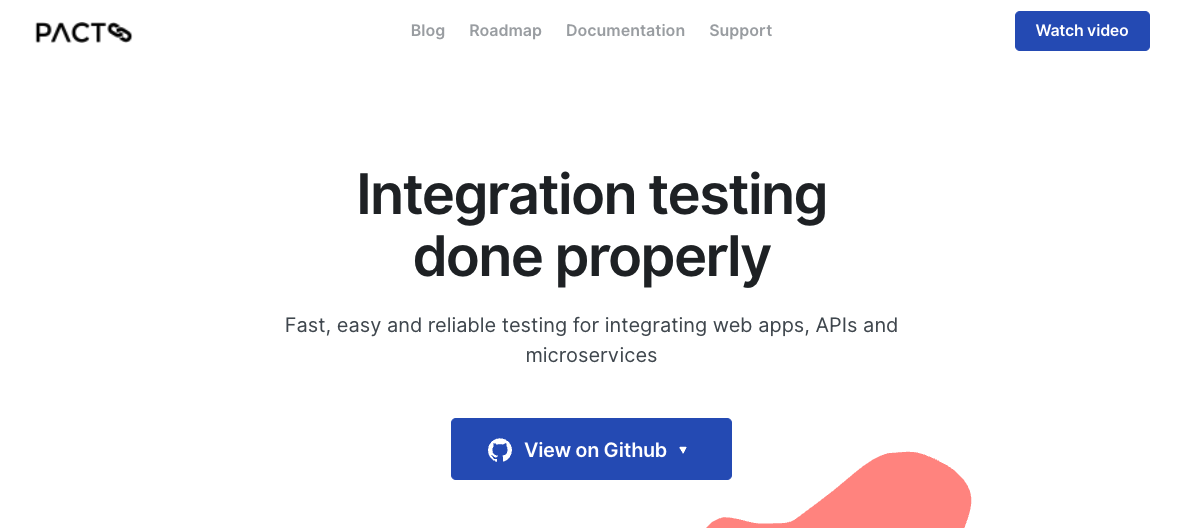 PACT
Blog Roadmap Documentation Support
Watch video
Integration testing
done properly
Fast, easy and reliable testing for integrating web apps, APIs and
microservices
View on Github ▼